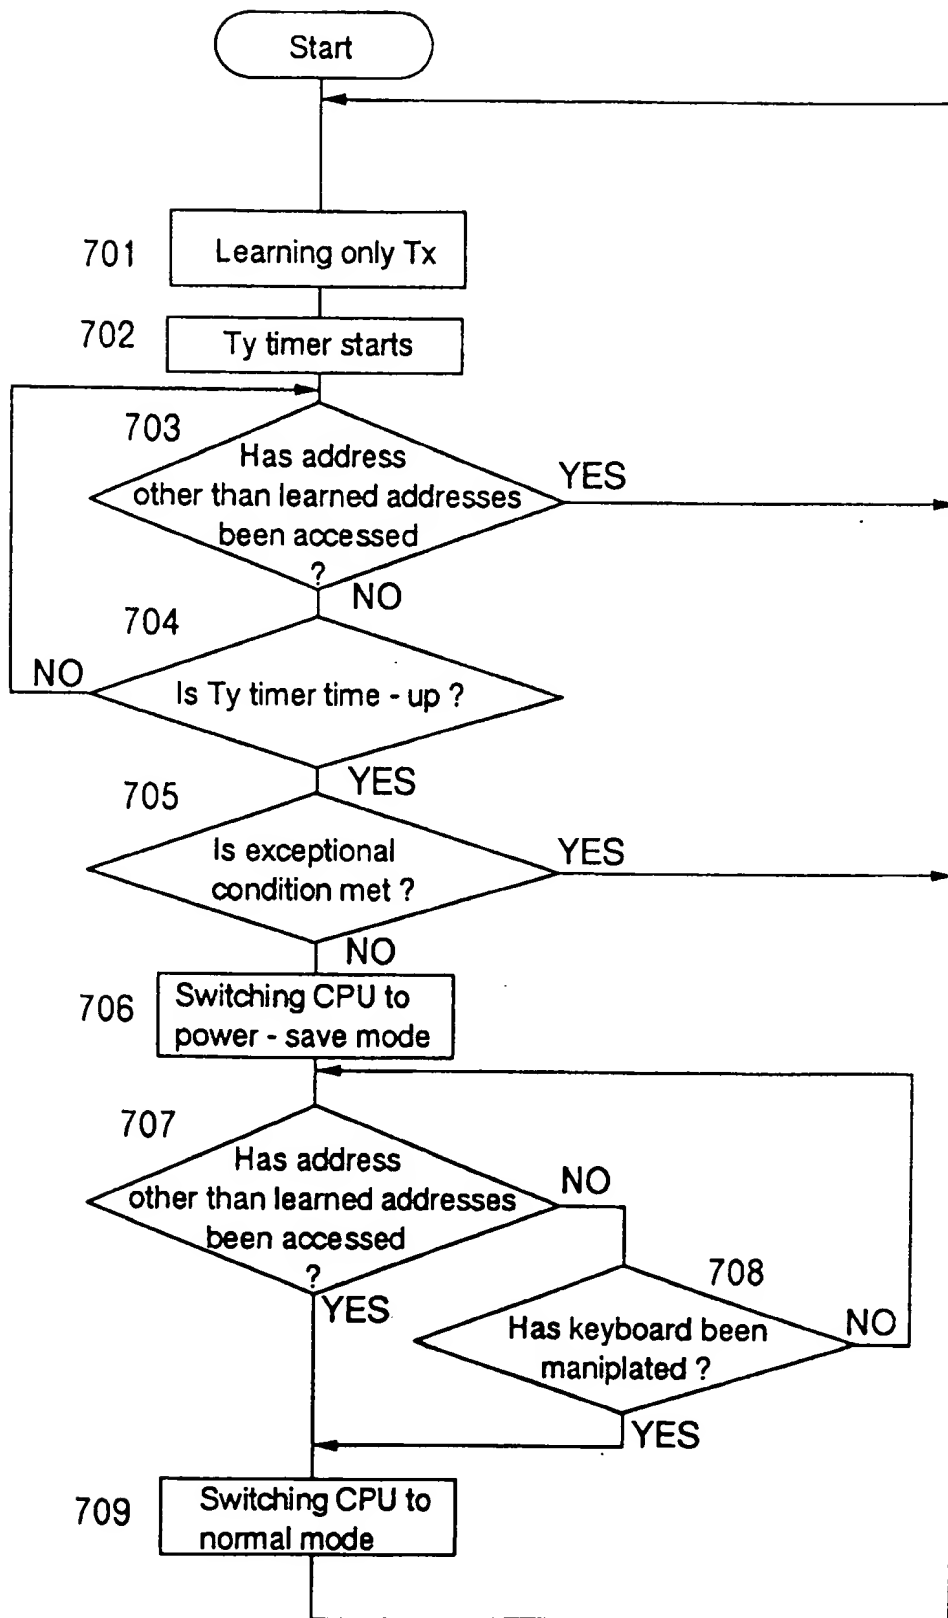 Start
701
Learning only Tx
702
Ty timer starts
703
Has address
other than learned addresses
been accessed
?
YES
NO
704
NO
Is Ty timer time - up ?
YES
705
Is exceptional
condition met ?
YES
NO
706
Switching CPU to
power - save mode
707
Has address
other than learned addresses
been accessed
?
NO
YES
708
Has keyboard been
maniplated ?
NO
YES
709
Switching CPU to
normal mode